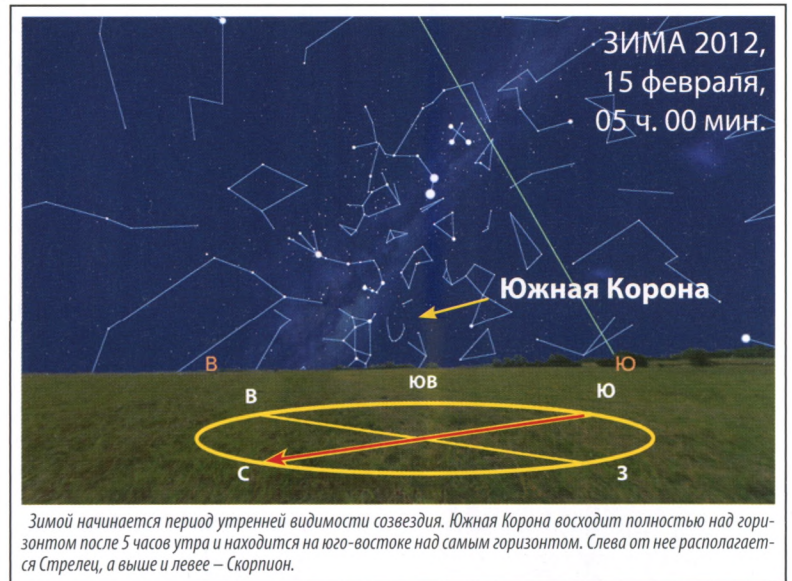 ЗИМА 2012,
15 февраля,
05 ч. 00 мин.
Южная Корона
В
Ю
В
ЮВ
Ю
С
З
Зимой начинается период утренней видимости созвездия. Южная Корона восходит полностью над гори-
зонтом после 5 часов утра и находится на юго-востоке над самым горизонтом. Слева от нее располагает-
ся Стрелец, а выше и левее – Скорпион.